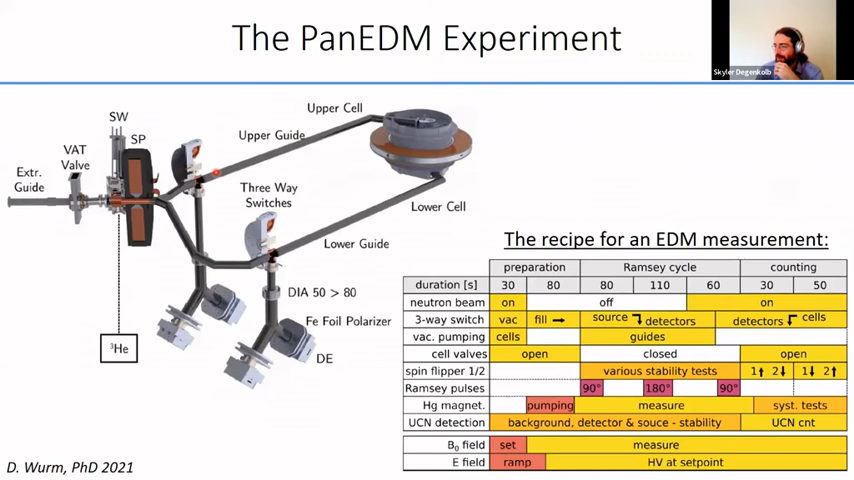 The PanEDM Experiment
Skyler Degenkolb
Upper Cell
SW
Upper Guide
SP
VAT
Valve
Extr.
Guide
Three Way
Switches
Lower Cell
Lower Guide
DIA 50 > 80
Fe Foil Polarizer
DE
³He
The recipe for an EDM measurement:
preparation Ramsey cycle counting
duration [s] 30 80 80 110 60 30 50
neutron beam on off on
3-way switch vac fill → source detectors detectors cells
vac. pumping cells guides
cell valves open closed open
spin flipper 1/2 various stability tests 1⬆ 2⬇ 1⬇ 2⬆
Ramsey pulses 90° 180° 90°
Hg magnet. pumping measure syst. tests
UCN detection background, detector & souce - stability UCN cnt
B₀ field set measure
E field ramp HV at setpoint
D. Wurm, PhD 2021